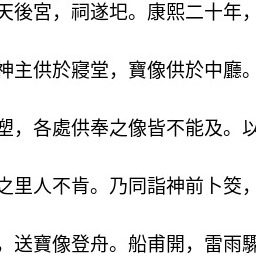 天後宮，祠遂圯。康熙二十年，
神主供於寢堂，寶像供於中廳。
塑，各處供奉之像皆不能及。以
之里人不肯。乃同詣神前卜筊，
，送寶像登舟。船甫開，雷雨驟